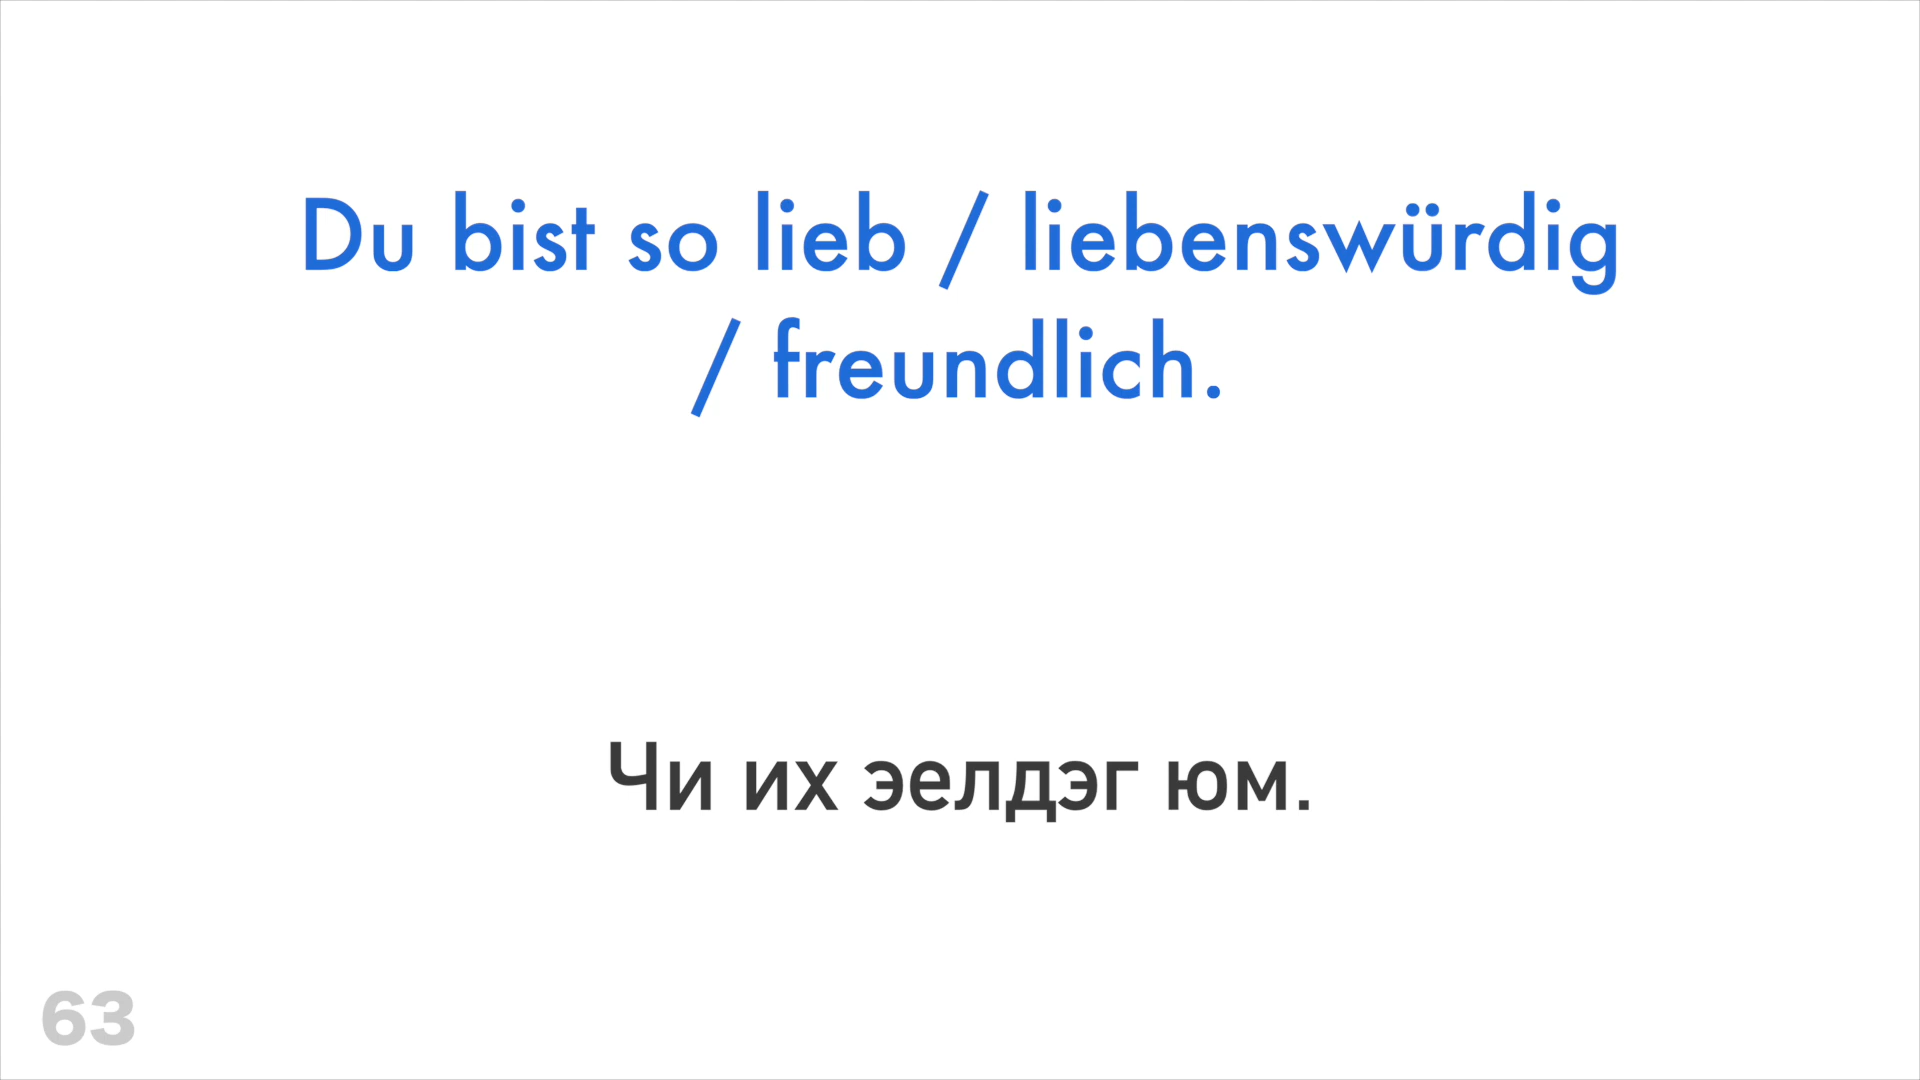 Du bist so lieb / liebenswürdig
/ freundlich.
Чи их эелдэг юм.
63